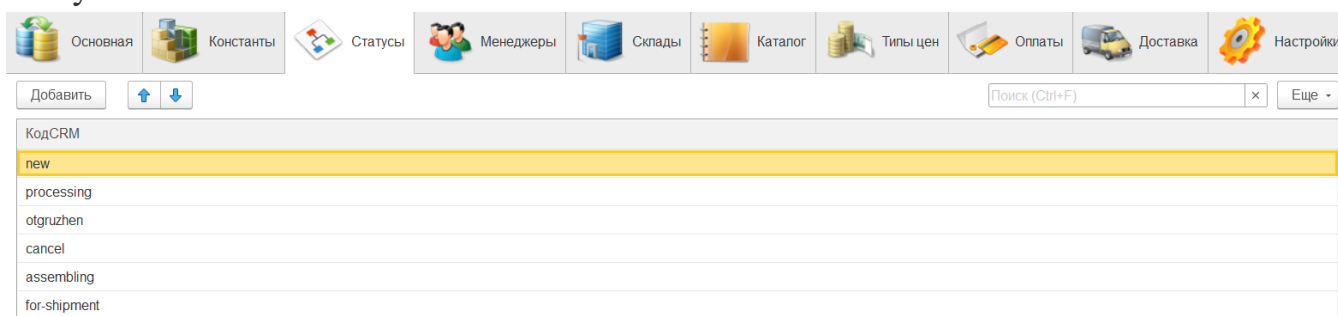 Основная Константы Статусы Менеджеры Склады Каталог Типы цен Оплаты Доставка Настройки
Добавить Поиск (Ctrl+F) × Еще
КодCRM
new
processing
otgruzhen
cancel
assembling
for-shipment